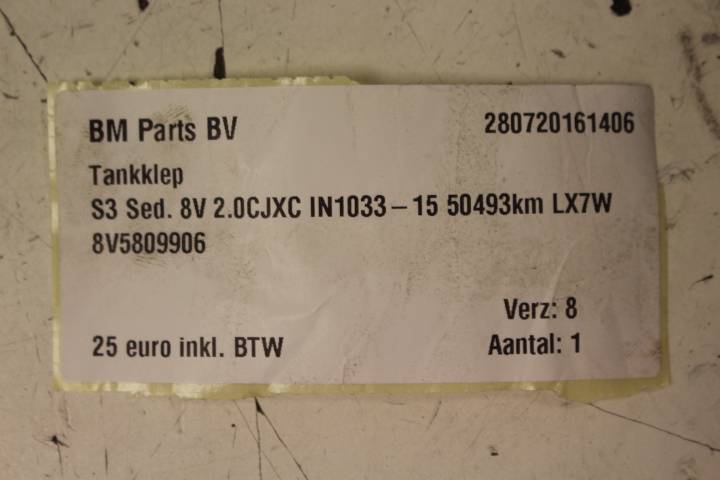 BM Parts BV 280720161406
Tankklep
S3 Sed. 8V 2.0CJXC IN1033 – 15 50493km LX7W
8V5809906
Verz: 8
25 euro inkl. BTW Aantal: 1